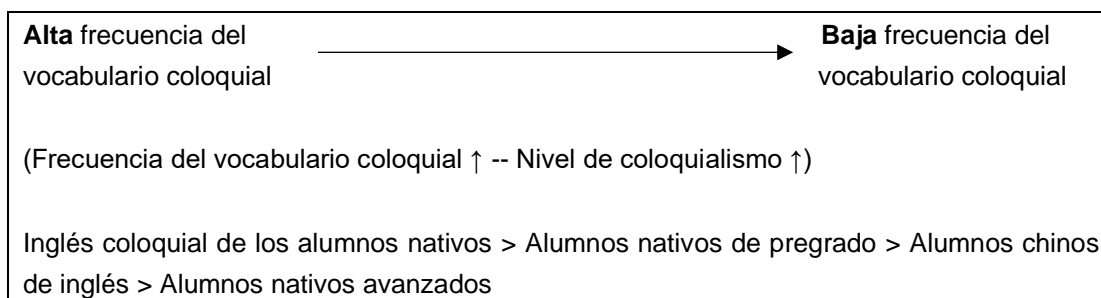 Alta frecuencia del Baja frecuencia del
vocabulario coloquial vocabulario coloquial
(Frecuencia del vocabulario coloquial ↑ -- Nivel de coloquialismo ↑)
Inglés coloquial de los alumnos nativos > Alumnos nativos de pregrado > Alumnos chinos
de inglés > Alumnos nativos avanzados